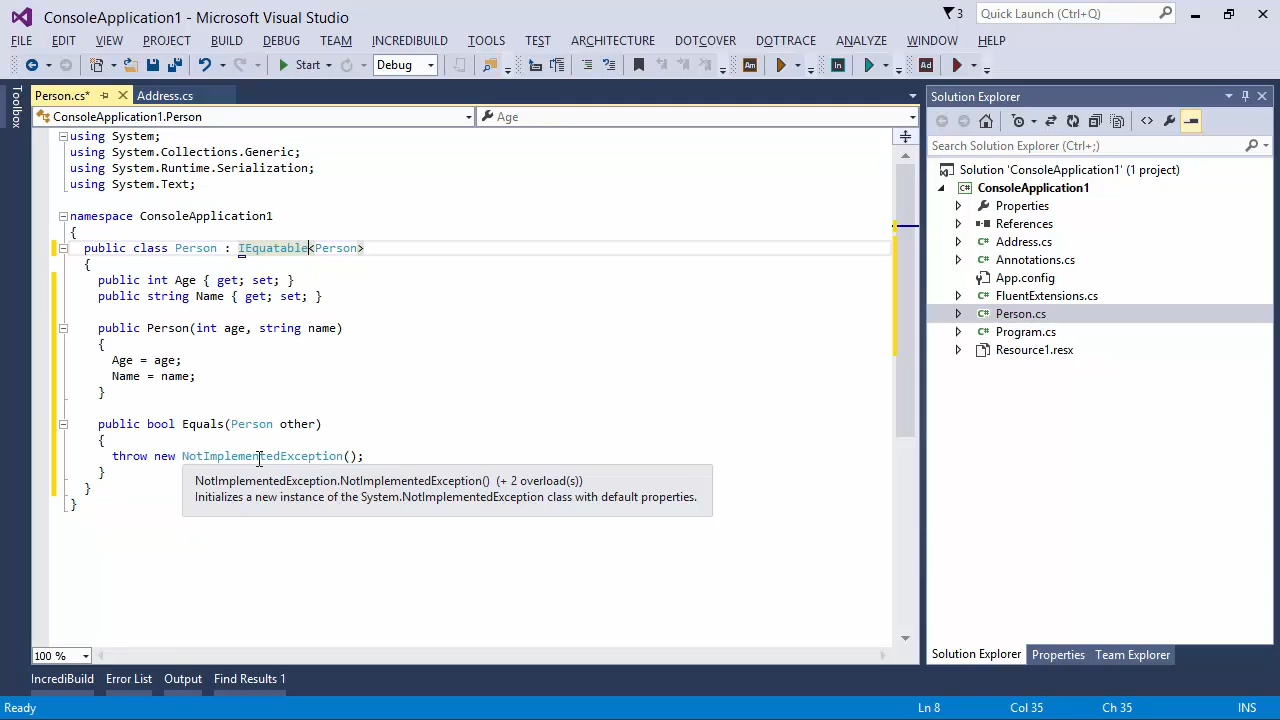 ConsoleApplication1 - Microsoft Visual Studio
3
Quick Launch (Ctrl+Q)
FILE EDIT VIEW PROJECT BUILD DEBUG TEAM INCREDIBUILD TOOLS TEST ARCHITECTURE DOTCOVER DOTTRACE ANALYZE WINDOW HELP
Start Debug Am In Ad
Toolbox
Person.cs* Address.cs
ConsoleApplication1.Person Age
using System;
using System.Collections.Generic;
using System.Runtime.Serialization;
using System.Text;
namespace ConsoleApplication1
{
public class Person : IEquatable<Person>
{
public int Age { get; set; }
public string Name { get; set; }
public Person(int age, string name)
{
Age = age;
Name = name;
}
public bool Equals(Person other)
{
throw new NotImplementedException();
}
}
}
NotImplementedException.NotImplementedException() (+ 2 overload(s))
Initializes a new instance of the System.NotImplementedException class with default properties.
100 %
Solution Explorer
Search Solution Explorer (Ctrl+;)
Solution 'ConsoleApplication1' (1 project)
C# ConsoleApplication1
Properties
References
C# Address.cs
C# Annotations.cs
App.config
C# FluentExtensions.cs
C# Person.cs
C# Program.cs
Resource1.resx
Solution Explorer Properties Team Explorer
IncrediBuild Error List Output Find Results 1
Ready Ln 8 Col 35 Ch 35 INS